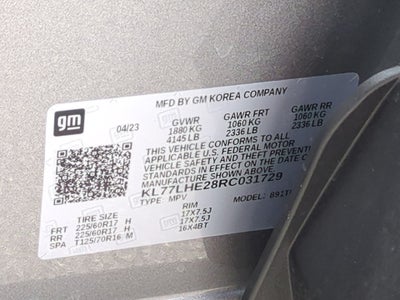 gm
MFD BY GM KOREA COMPANY
04/23 GVWR GAWR FRT GAWR RR
1880 KG 1060 KG 1060 KG
4145 LB 2336 LB 2336 LB
THIS VEHICLE CONFORMS TO ALL
APPLICABLE U.S. FEDERAL MOTOR
VEHICLE SAFETY AND THEFT PREVENTION
STANDARDS IN EFFECT ON THE DATE OF
MANUFACTURE SHOWN ABOVE.
KL77LHE28RC031729
TYPE: MPV MODEL:
TIRE SIZE RIM
FRT 225/60R17 H 17X7.5J
RR 225/60R17 H 17X7.5J
SPA T125/70R16 M 16X4BT